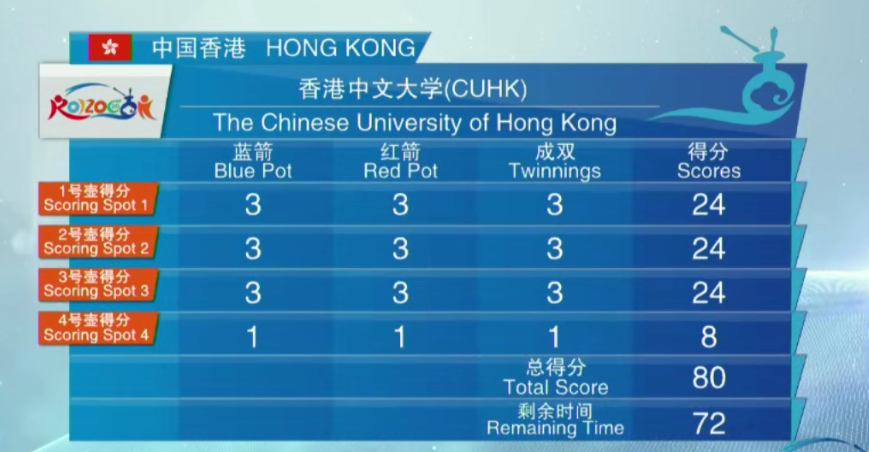 中国香港 HONG KONG
ROBOCON
香港中文大学(CUHK)
The Chinese University of Hong Kong
蓝箭 红箭 成双 得分
Blue Pot Red Pot Twinnings Scores
1号壶得分
Scoring Spot 1 3 3 3 24
2号壶得分
Scoring Spot 2 3 3 3 24
3号壶得分
Scoring Spot 3 3 3 3 24
4号壶得分
Scoring Spot 4 1 1 1 8
总得分
Total Score 80
剩余时间
Remaining Time 72